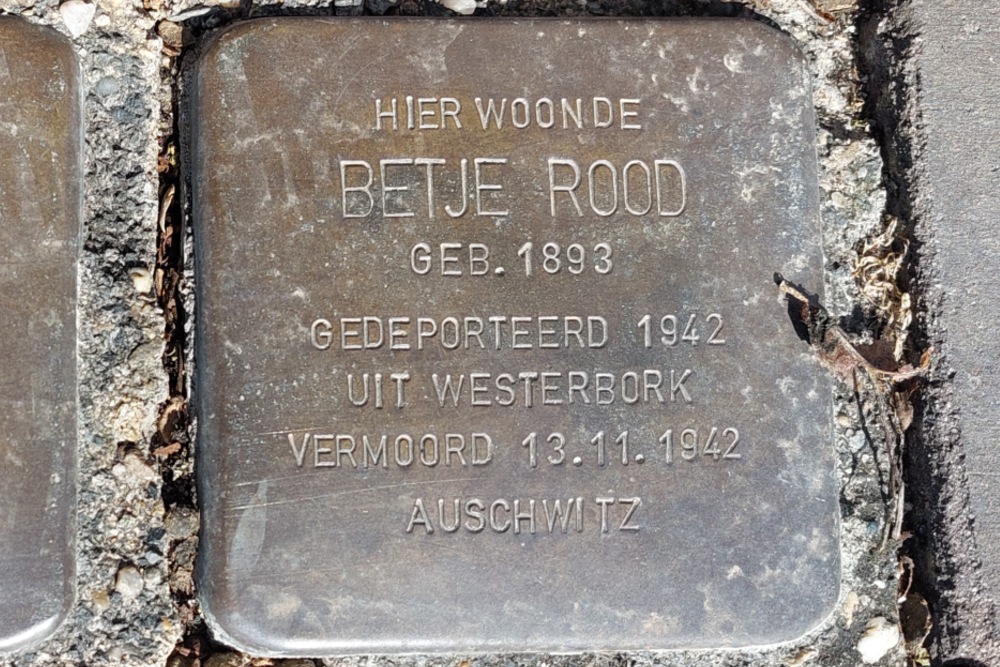 HIER WOONDE
BETJE ROOD
GEB. 1893
GEDEPORTEERD 1942
UIT WESTERBORK
VERMOORD 13.11.1942
AUSCHWITZ